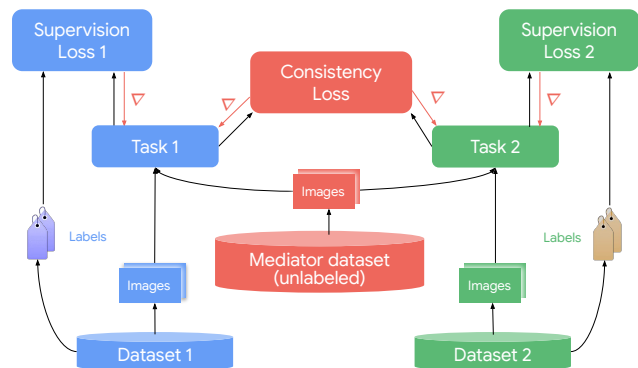 Supervision
Loss 1
Consistency
Loss
Supervision
Loss 2
∇
∇
∇
∇
Task 1
Task 2
Images
Labels
Labels
Mediator dataset
(unlabeled)
Images
Images
Dataset 1
Dataset 2